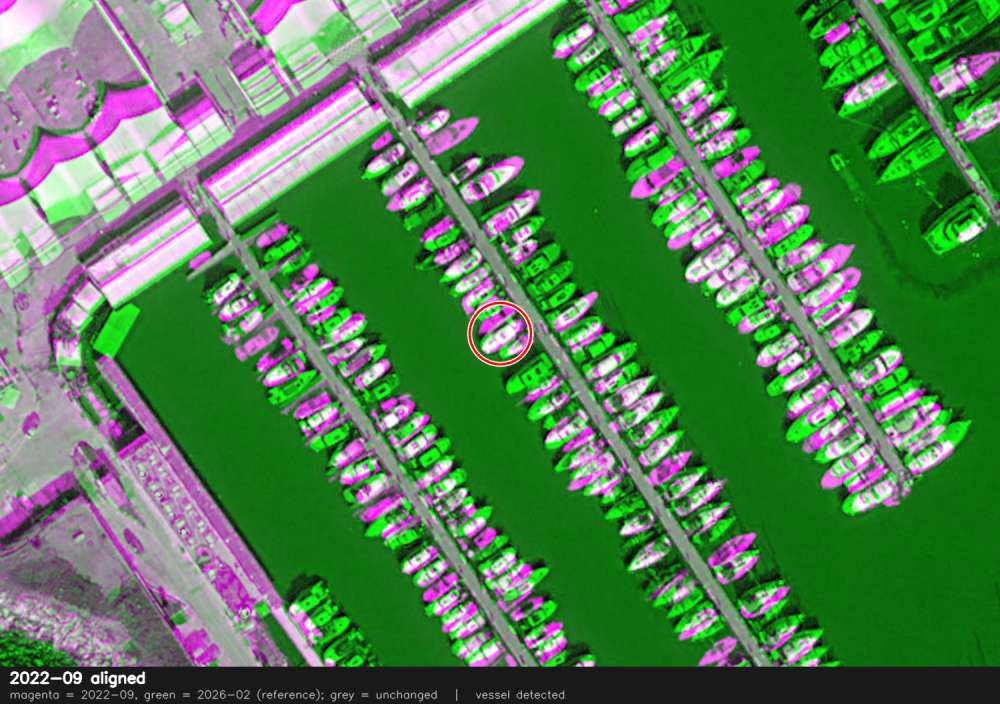 2022-09 aligned
magenta = 2022-09, green = 2026-02 (reference); grey = unchanged | vessel detected